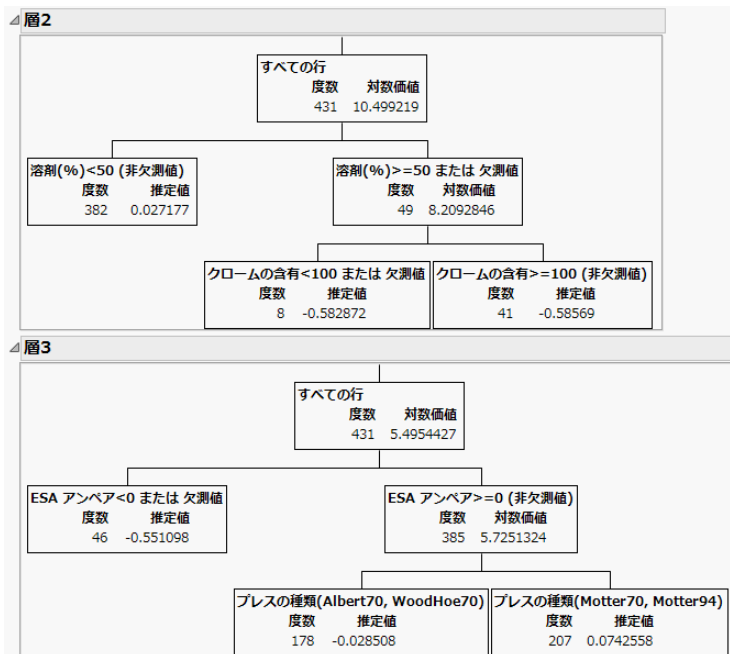 層2
すべての行
度数 対数価値
431 10.499219
溶剤(%)<50 (非欠測値)
度数 推定値
382 0.027177
溶剤(%)>=50 または 欠測値
度数 対数価値
49 8.2092846
クロームの含有<100 または 欠測値
度数 推定値
8 -0.582872
クロームの含有>=100 (非欠測値)
度数 推定値
41 -0.58569
層3
すべての行
度数 対数価値
431 5.4954427
ESA アンペア<0 または 欠測値
度数 推定値
46 -0.551098
ESA アンペア>=0 (非欠測値)
度数 対数価値
385 5.7251324
プレスの種類(Albert70, WoodHoe70)
度数 推定値
178 -0.028508
プレスの種類(Motter70, Motter94)
度数 推定値
207 0.0742558